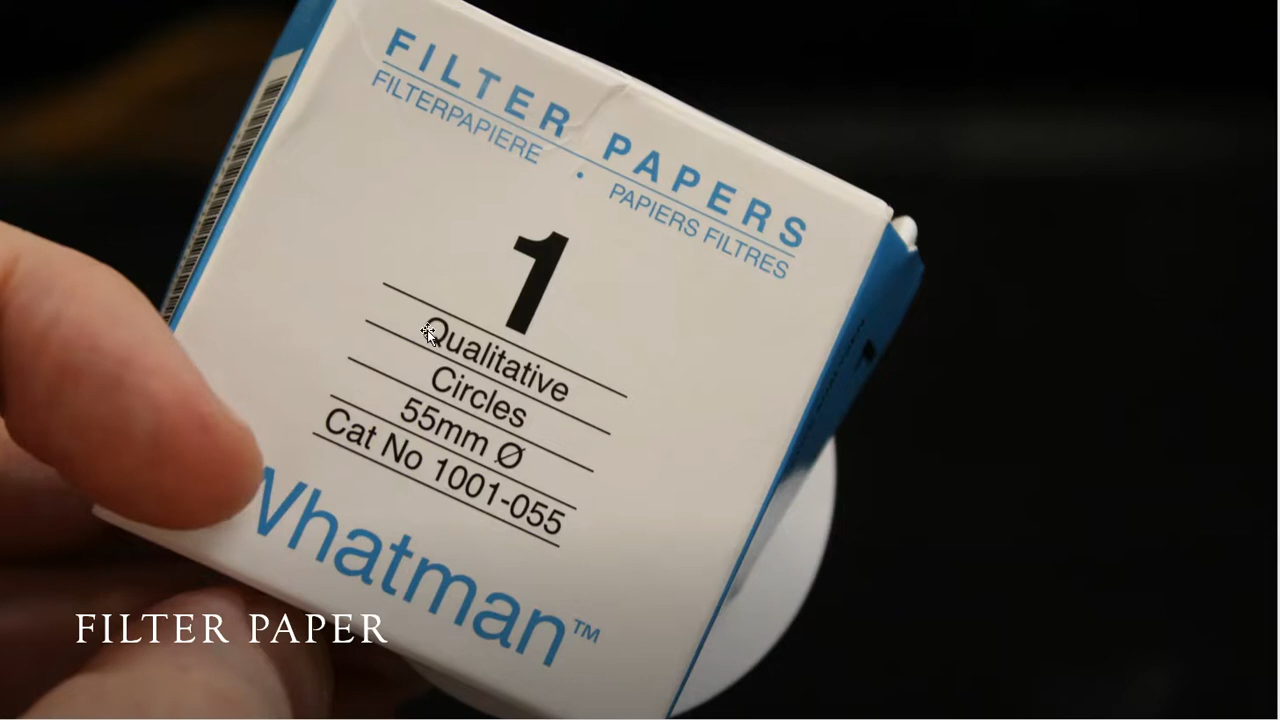 FILTER PAPERS
FILTERPAPIERE • PAPIERS FILTRES
1
Qualitative
Circles
55mm Ø
Cat No 1001-055
Whatman™
FILTER PAPER